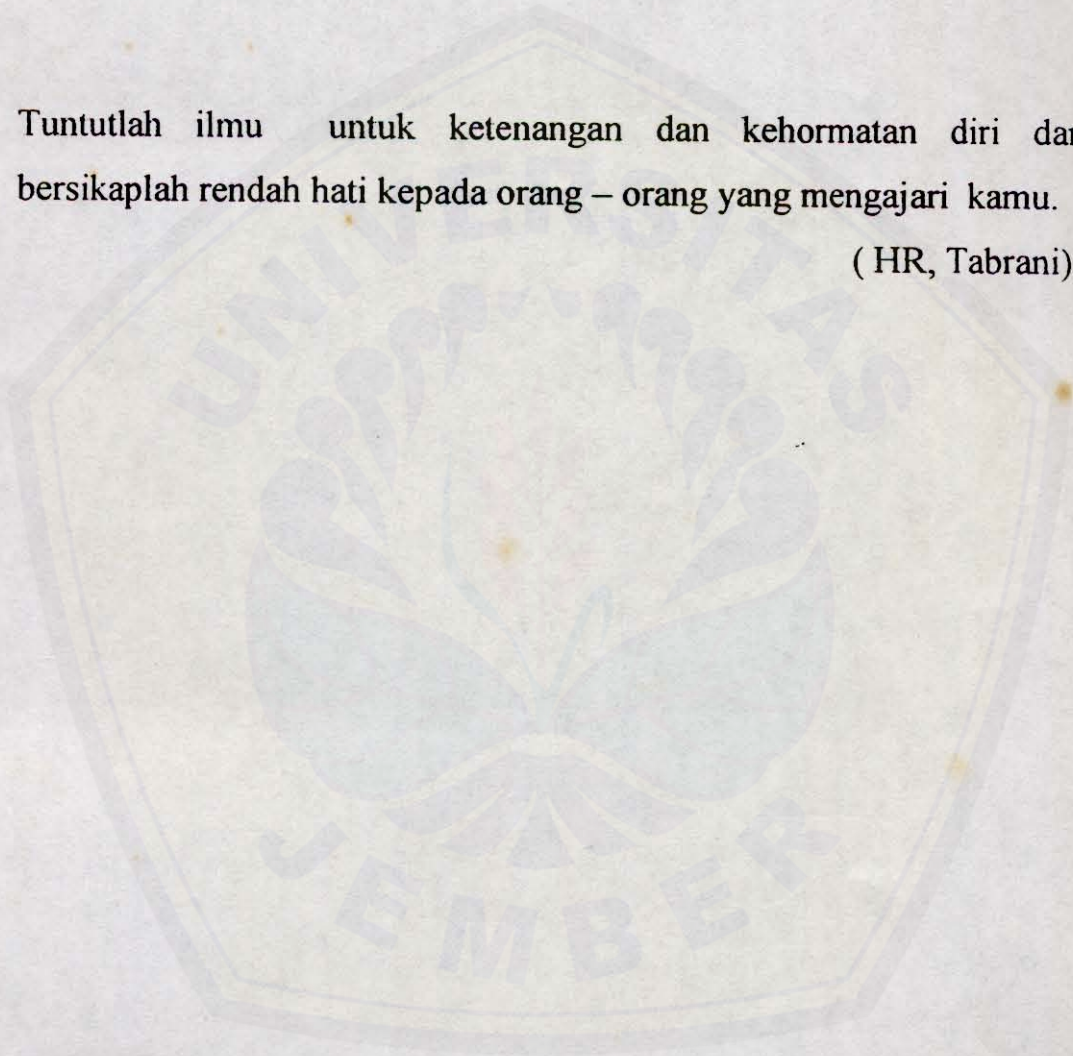 Tuntutlah ilmu untuk ketenangan dan kehormatan diri dan
bersikaplah rendah hati kepada orang – orang yang mengajari kamu.
( HR, Tabrani)
UNIVERSITAS
JEMBER